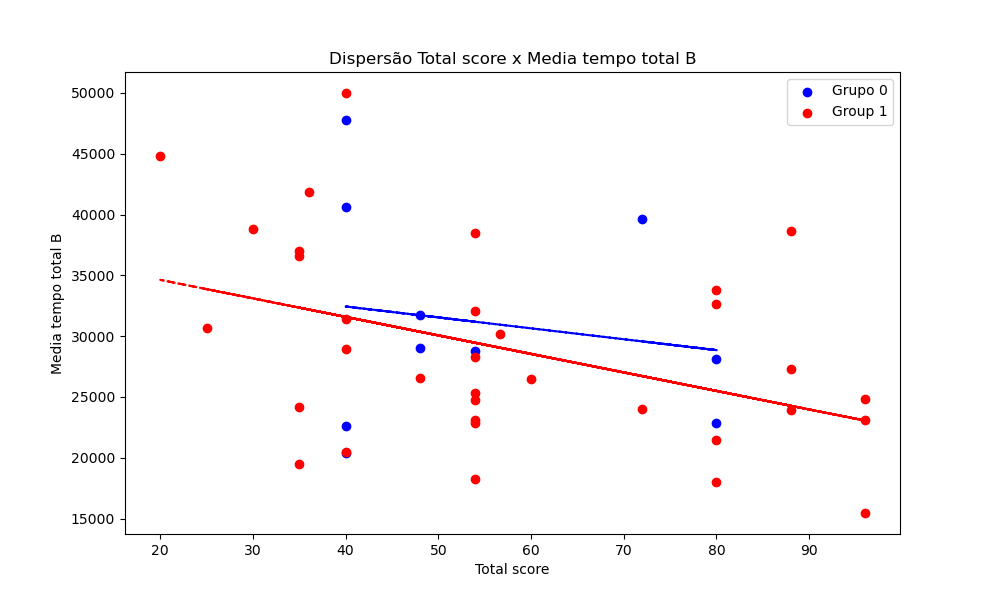 Dispersão Total score x Media tempo total B
Grupo 0
Group 1
50000
45000
40000
35000
30000
25000
20000
15000
Media tempo total B
20 30 40 50 60 70 80 90
Total score